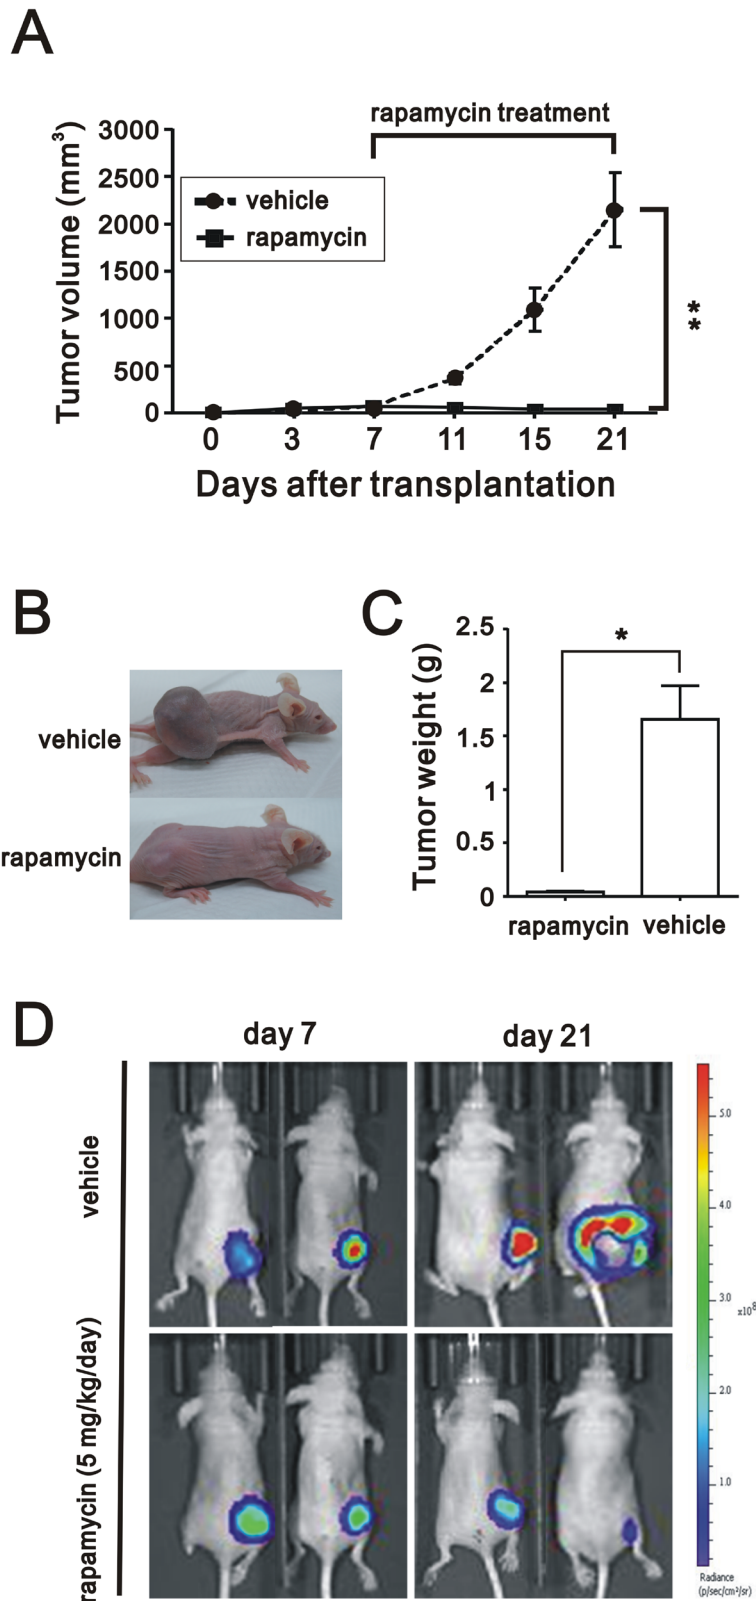 A
rapamycin treatment
Tumor volume (mm³)
3000
2500
2000
1500
1000
500
0
vehicle
rapamycin
**
0 3 7 11 15 21
Days after transplantation
B
vehicle
rapamycin
C
Tumor weight (g)
2.5
2
1.5
1
0.5
0
*
rapamycin vehicle
D
day 7 day 21
vehicle
rapamycin (5 mg/kg/day)
5.0
4.0
3.0
x10⁸
2.0
1.0
Radiance
(p/sec/cm²/sr)